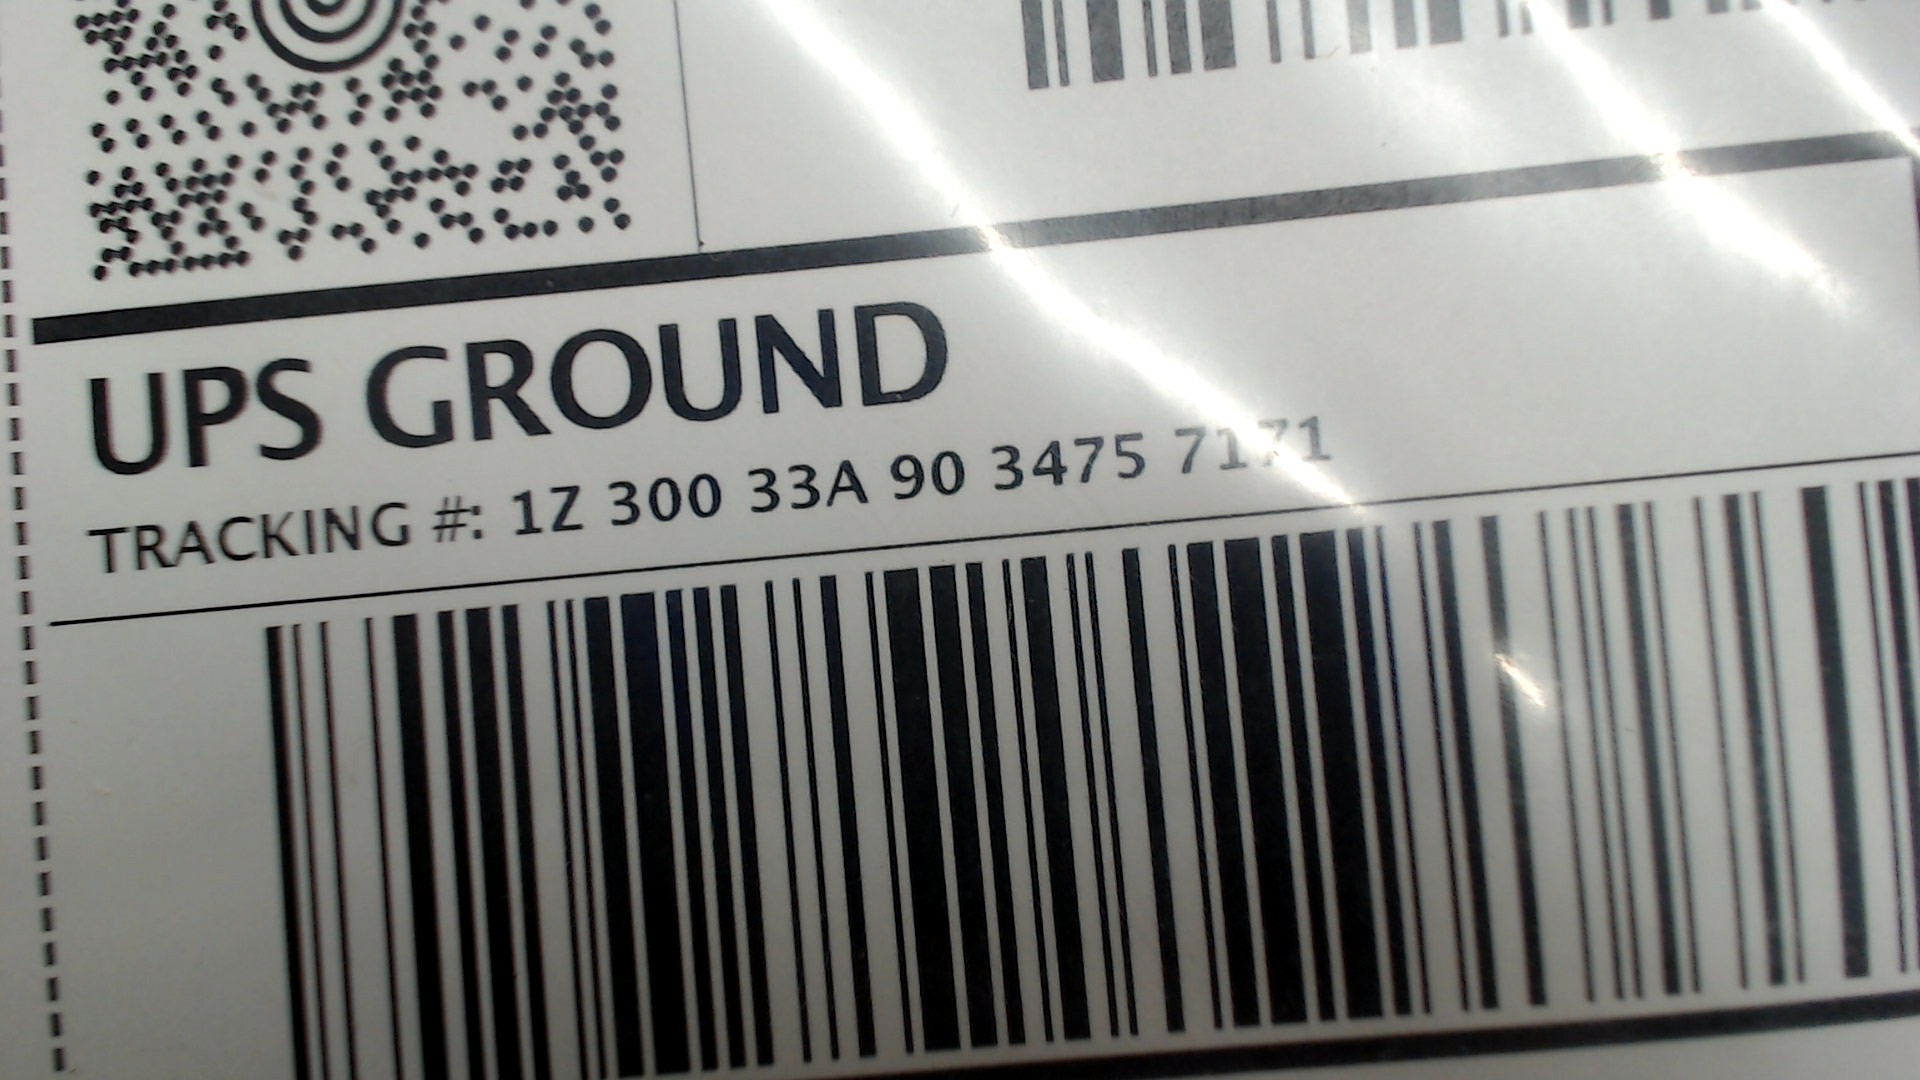 UPS GROUND
TRACKING #: 1Z 300 33A 90 3475 7171